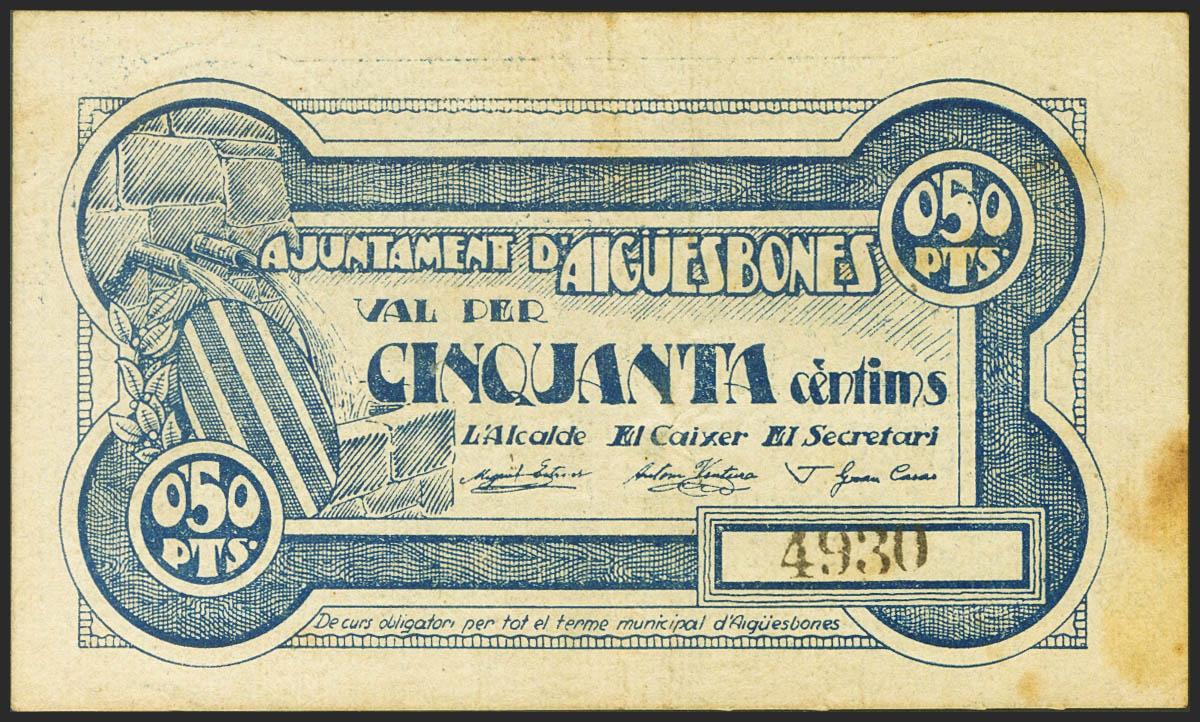 0'50
PTS.
AJUNTAMENT D'AIGÜESBONES
VAL PER
CINQUANTA cèntims
L'Alcalde El Caixer El Secretari
0'50
PTS.
4930
De curs obligatori per tot el terme municipal d'Aigüesbones